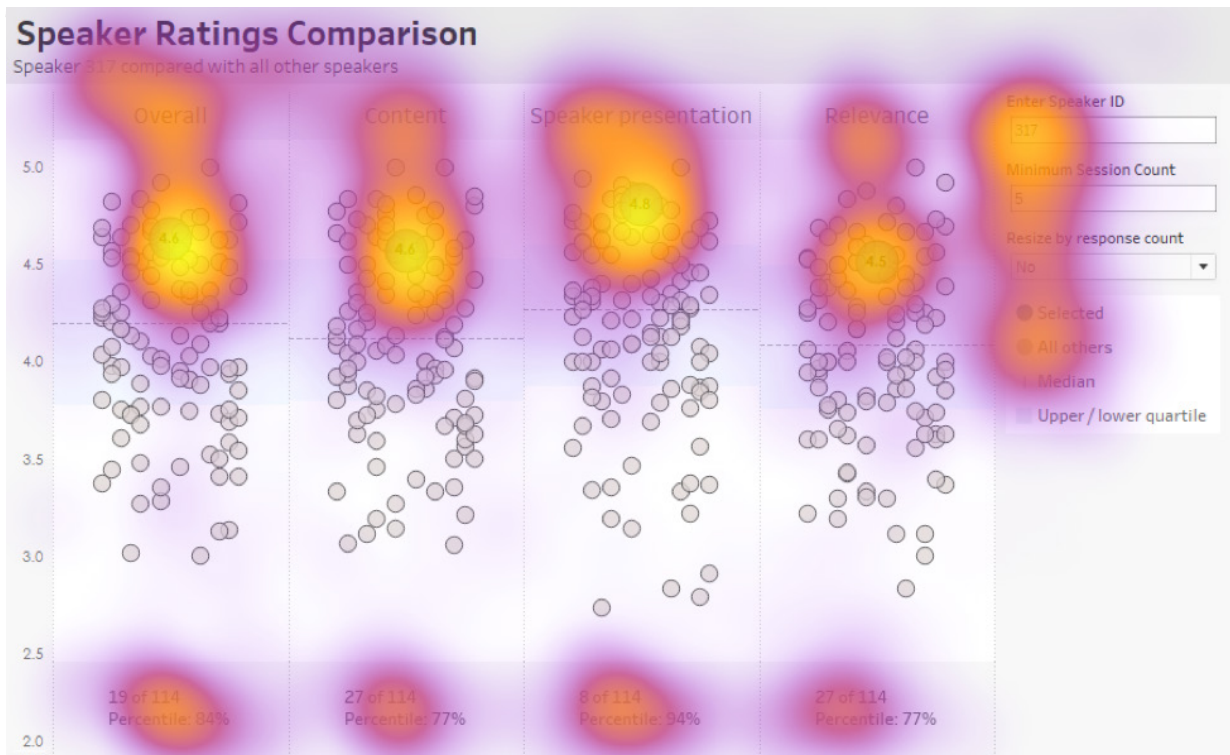 Speaker Ratings Comparison
Speaker 317 compared with all other speakers
Overall
Content
Speaker presentation
Relevance
5.0
4.5
4.0
3.5
3.0
2.5
2.0
4.6
4.6
4.8
4.5
19 of 114
Percentile: 84%
27 of 114
Percentile: 77%
8 of 114
Percentile: 94%
27 of 114
Percentile: 77%
Enter Speaker ID
317
Minimum Session Count
5
Resize by response count
No
Selected
All others
Median
Upper / lower quartile